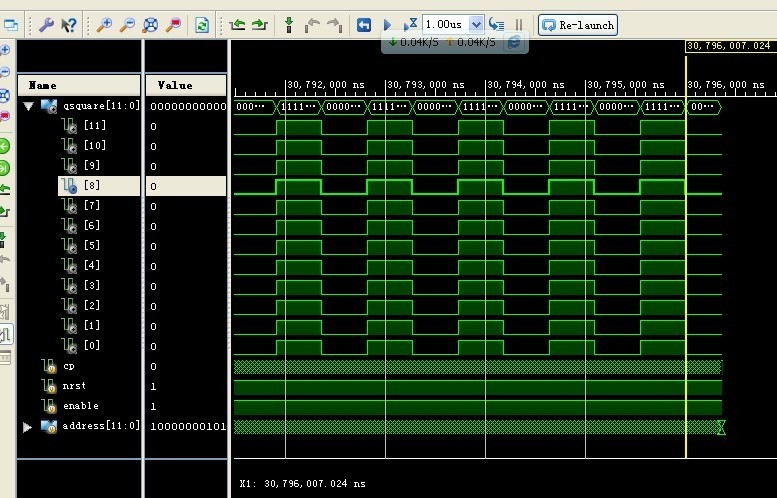 1.00us
Re-launch
0.04K/S 0.04K/S
30,796,007.024
Name Value
30,792,000 ns 30,793,000 ns 30,794,000 ns 30,795,000 ns 30,796,000 ns
qsquare[11:0] 00000000000 000··· 1111··· 0000··· 1111··· 0000··· 1111··· 0000··· 1111··· 0000··· 1111··· 00···
[11] 0
[10] 0
[9] 0
[8] 0
[7] 0
[6] 0
[5] 0
[4] 0
[3] 0
[2] 0
[1] 0
[0] 0
cp 0
nrst 1
enable 1
address[11:0] 10000000101
X1: 30,796,007.024 ns